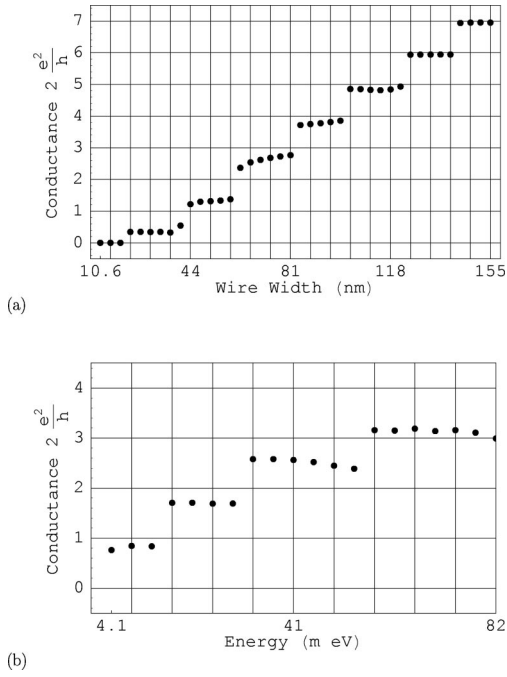 7
6
5
4
3
2
1
0
Conductance 2 e²/h
10.6 44 81 118 155
Wire Width (nm)
(a)
4
3
2
1
0
Conductance 2 e²/h
4.1 41 82
Energy (m eV)
(b)